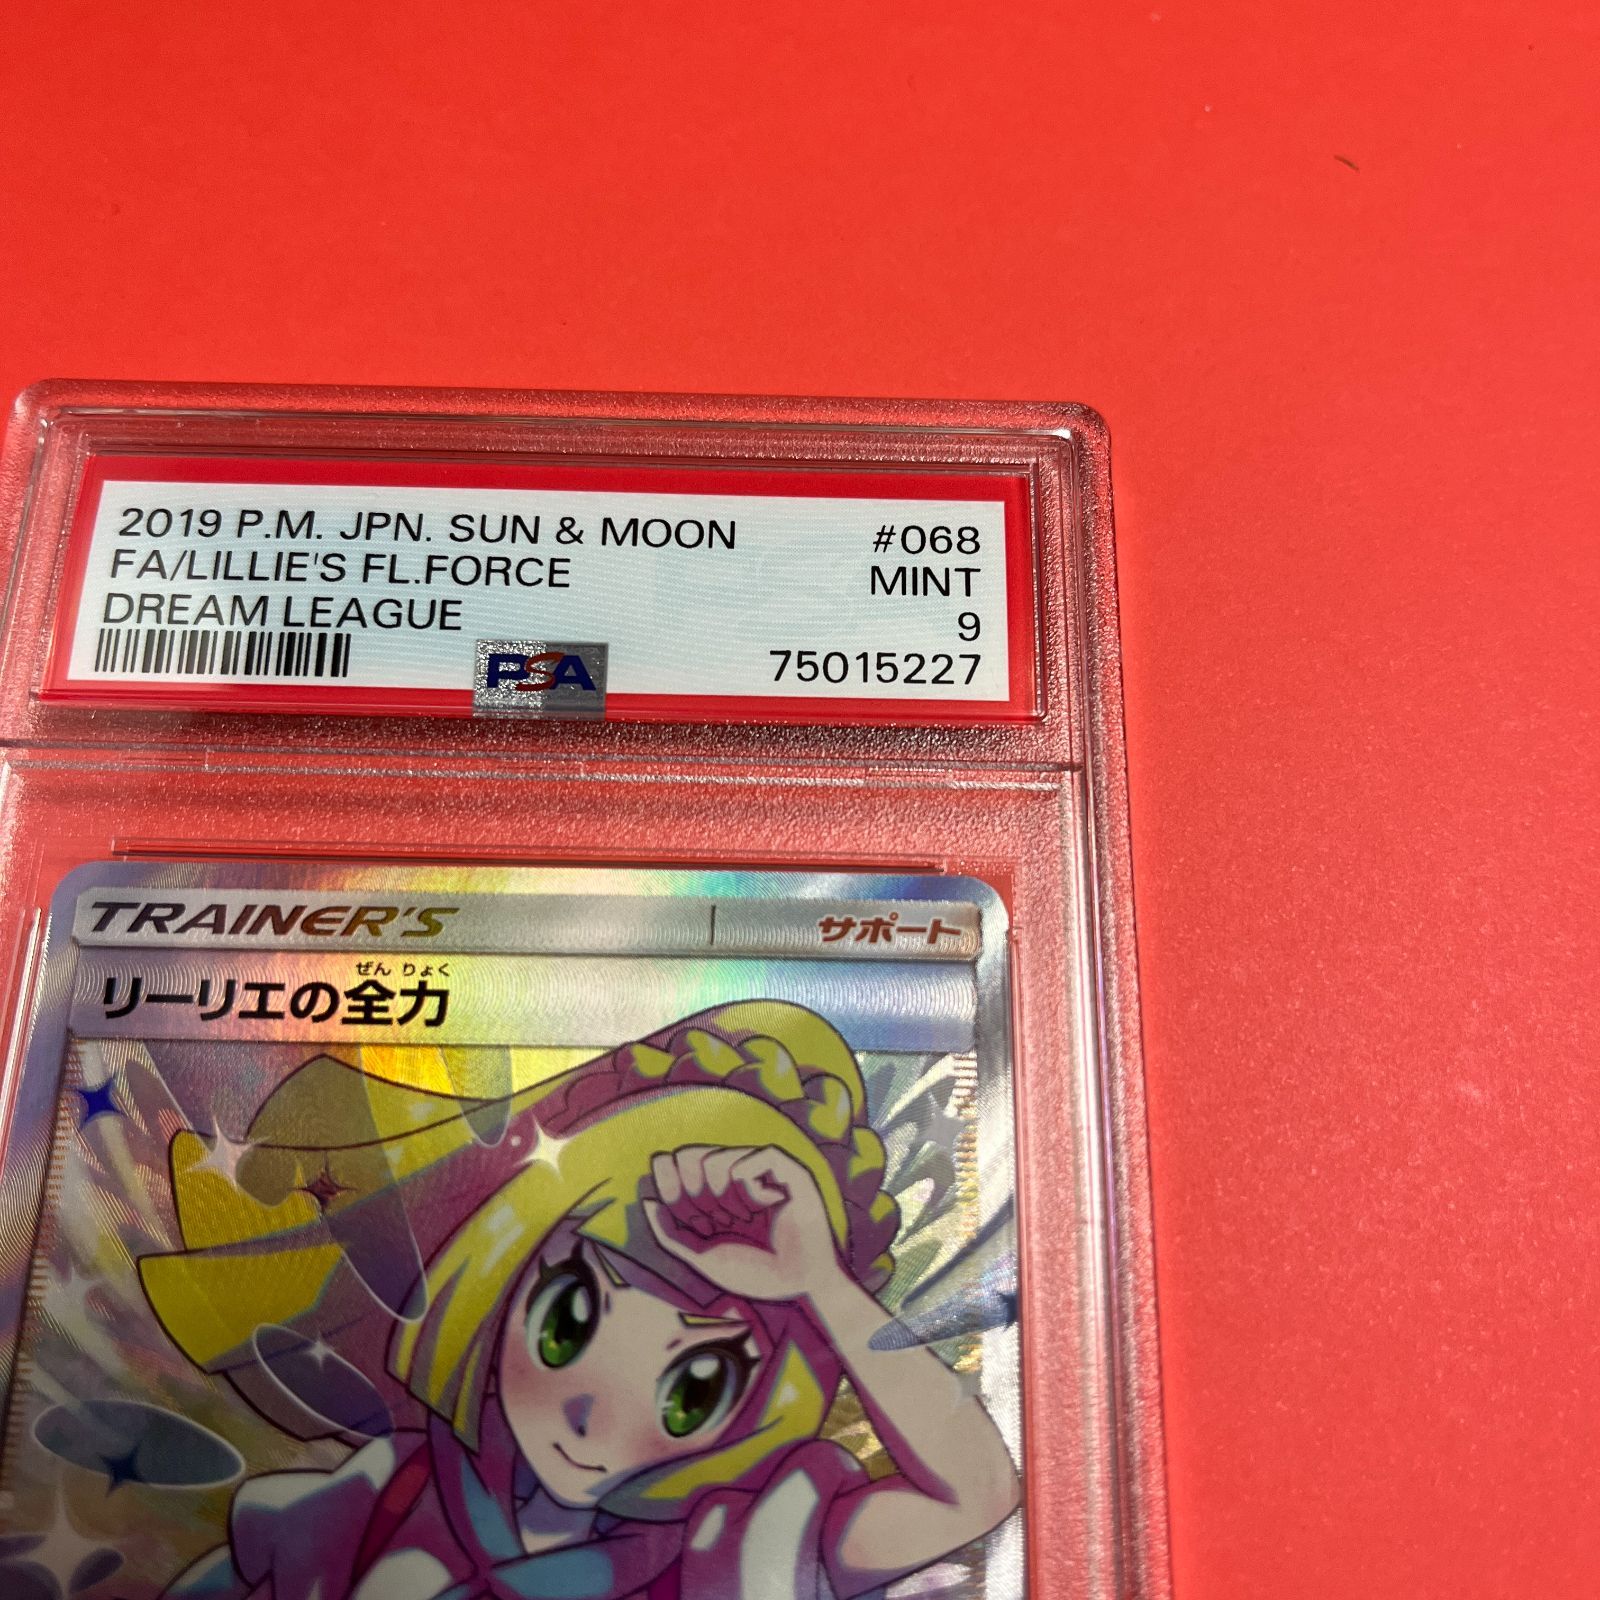 2019 P.M. JPN. SUN & MOON #068
FA/LILLIE'S FL.FORCE MINT
DREAM LEAGUE 9
PSA 75015227
TRAINER'S サポート
ぜん りょく
リーリエの全力